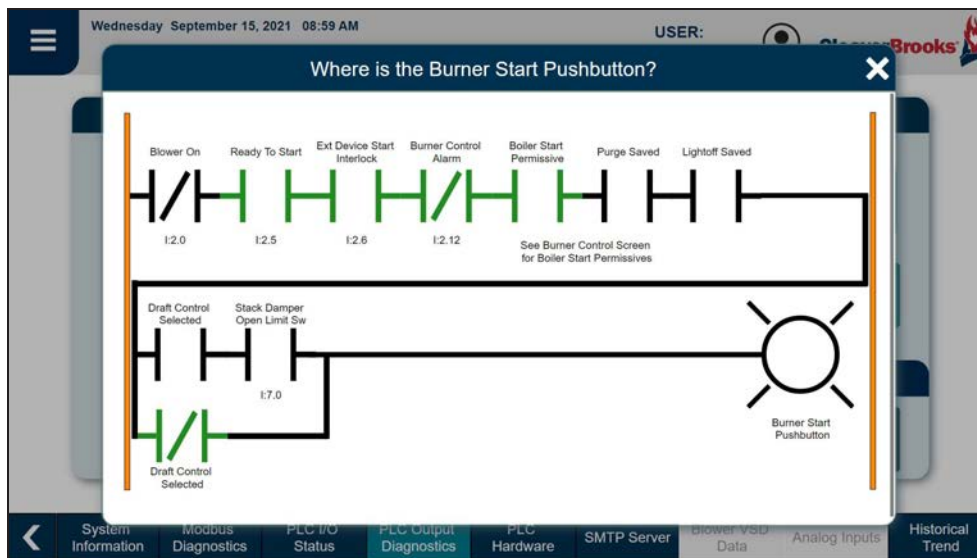 Wednesday September 15, 2021 08:59 AM
USER:
CleaverBrooks
Where is the Burner Start Pushbutton?
Blower On
Ready To Start
Ext Device Start
Interlock
Burner Control
Alarm
Boiler Start
Permissive
Purge Saved
Lightoff Saved
I:2.0
I:2.5
I:2.6
I:2.12
See Burner Control Screen
for Boiler Start Permissives
Draft Control
Selected
Stack Damper
Open Limit Sw
I:7.0
Burner Start
Pushbutton
Draft Control
Selected
System
Information
Modbus
Diagnostics
PLC I/O
Status
PLC Output
Diagnostics
PLC
Hardware
SMTP Server
Blower VSD
Data
Analog Inputs
Historical
Trend